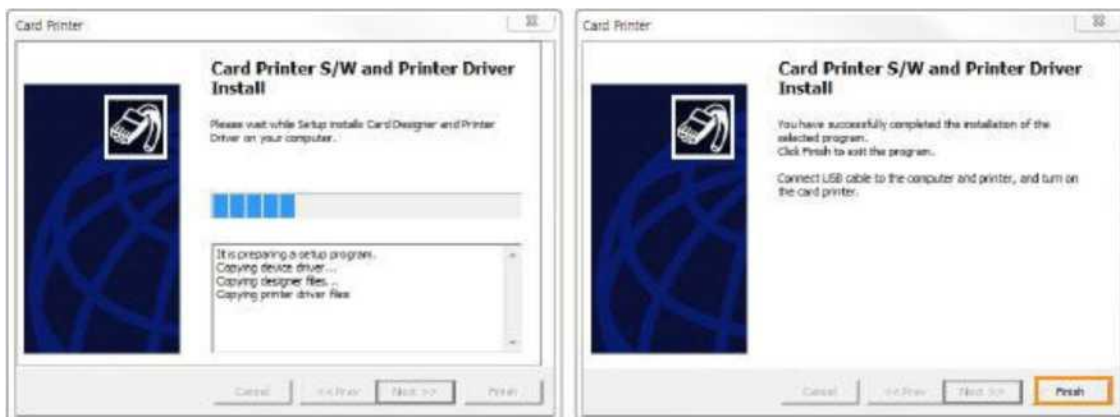 Card Printer
Card Printer S/W and Printer Driver
Install
Please wait while Setup installs Card Designer and Printer
Driver on your computer.
It is preparing a setup program.
Copying device driver...
Copying designer files...
Copying printer driver files
Cancel
<< Prev
Next >>
Finish
Card Printer
Card Printer S/W and Printer Driver
Install
You have successfully completed the installation of the
selected program.
Click Finish to exit the program.
Connect USB cable to the computer and printer, and turn on
the card printer.
Cancel
<< Prev
Next >>
Finish